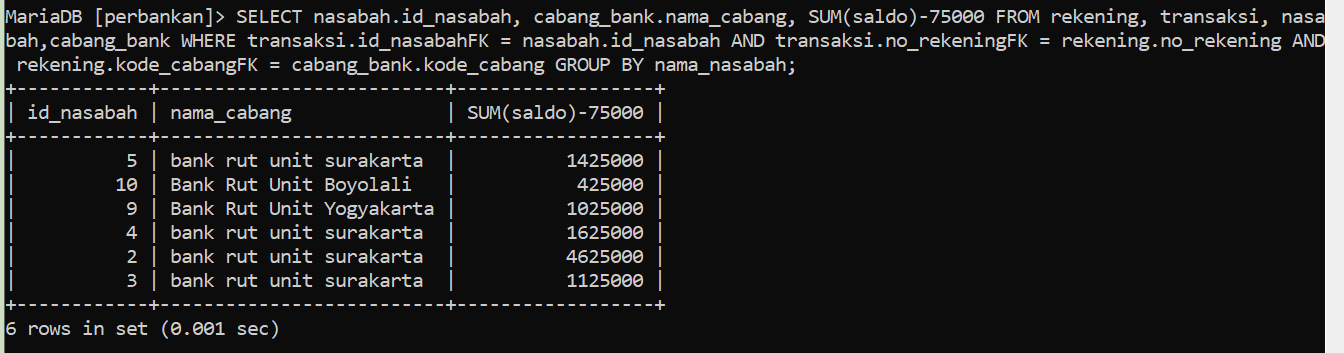 MariaDB [perbankan]> SELECT nasabah.id_nasabah, cabang_bank.nama_cabang, SUM(saldo)-75000 FROM rekening, transaksi, nasa
bah,cabang_bank WHERE transaksi.id_nasabahFK = nasabah.id_nasabah AND transaksi.no_rekeningFK = rekening.no_rekening AND
 rekening.kode_cabangFK = cabang_bank.kode_cabang GROUP BY nama_nasabah;
+------------+-------------------------+------------------+
| id_nasabah | nama_cabang             | SUM(saldo)-75000 |
+------------+-------------------------+------------------+
|          5 | bank rut unit surakarta |          1425000 |
|         10 | Bank Rut Unit Boyolali  |           425000 |
|          9 | Bank Rut Unit Yogyakarta |          1025000 |
|          4 | bank rut unit surakarta |          1625000 |
|          2 | bank rut unit surakarta |          4625000 |
|          3 | bank rut unit surakarta |          1125000 |
+------------+-------------------------+------------------+
6 rows in set (0.001 sec)